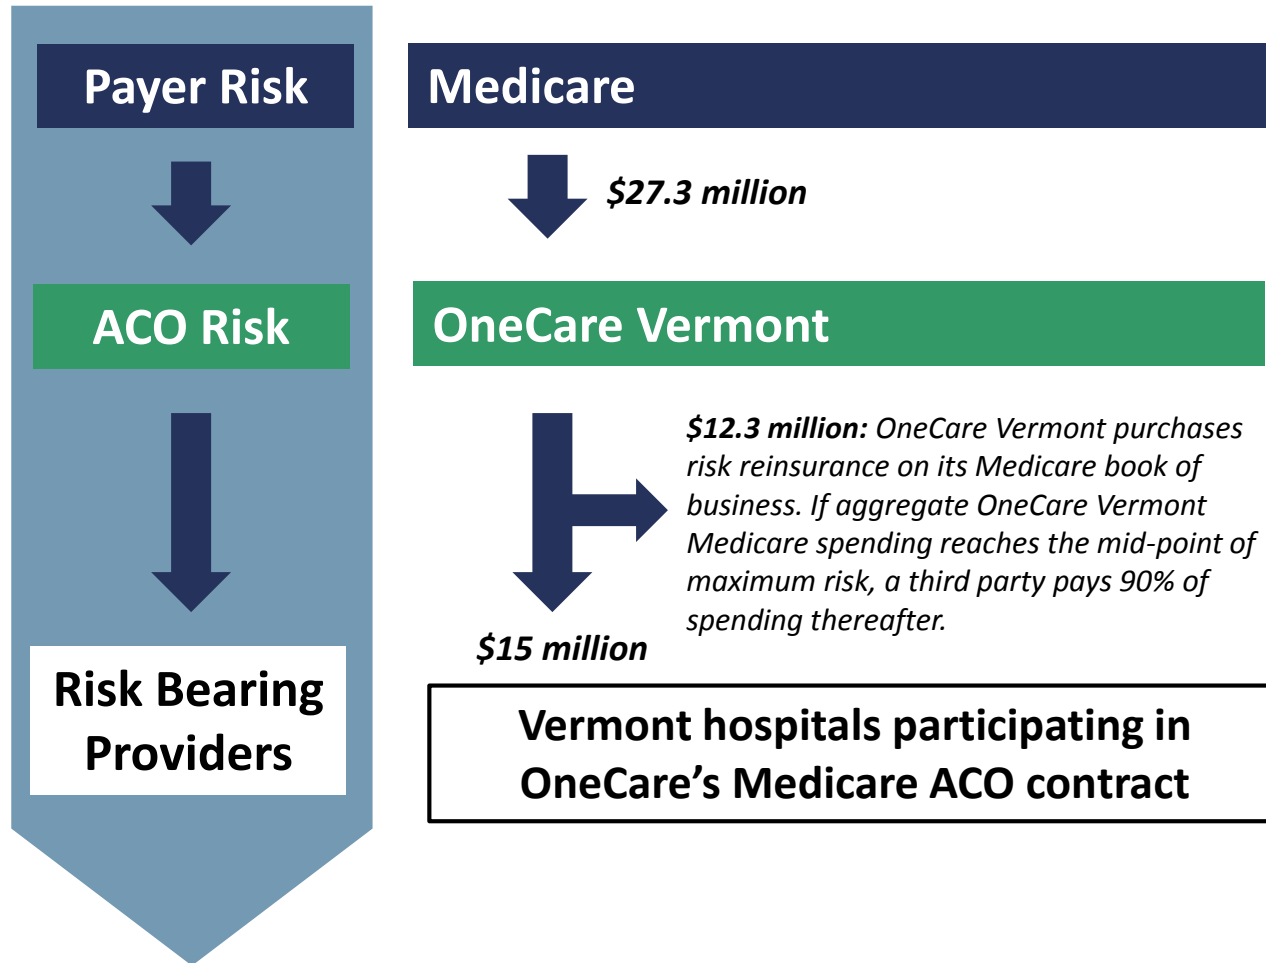 Payer Risk
Medicare
$27.3 million
ACO Risk
OneCare Vermont
$12.3 million: OneCare Vermont purchases
risk reinsurance on its Medicare book of
business. If aggregate OneCare Vermont
Medicare spending reaches the mid-point of
maximum risk, a third party pays 90% of
spending thereafter.
$15 million
Risk Bearing
Providers
Vermont hospitals participating in
OneCare’s Medicare ACO contract